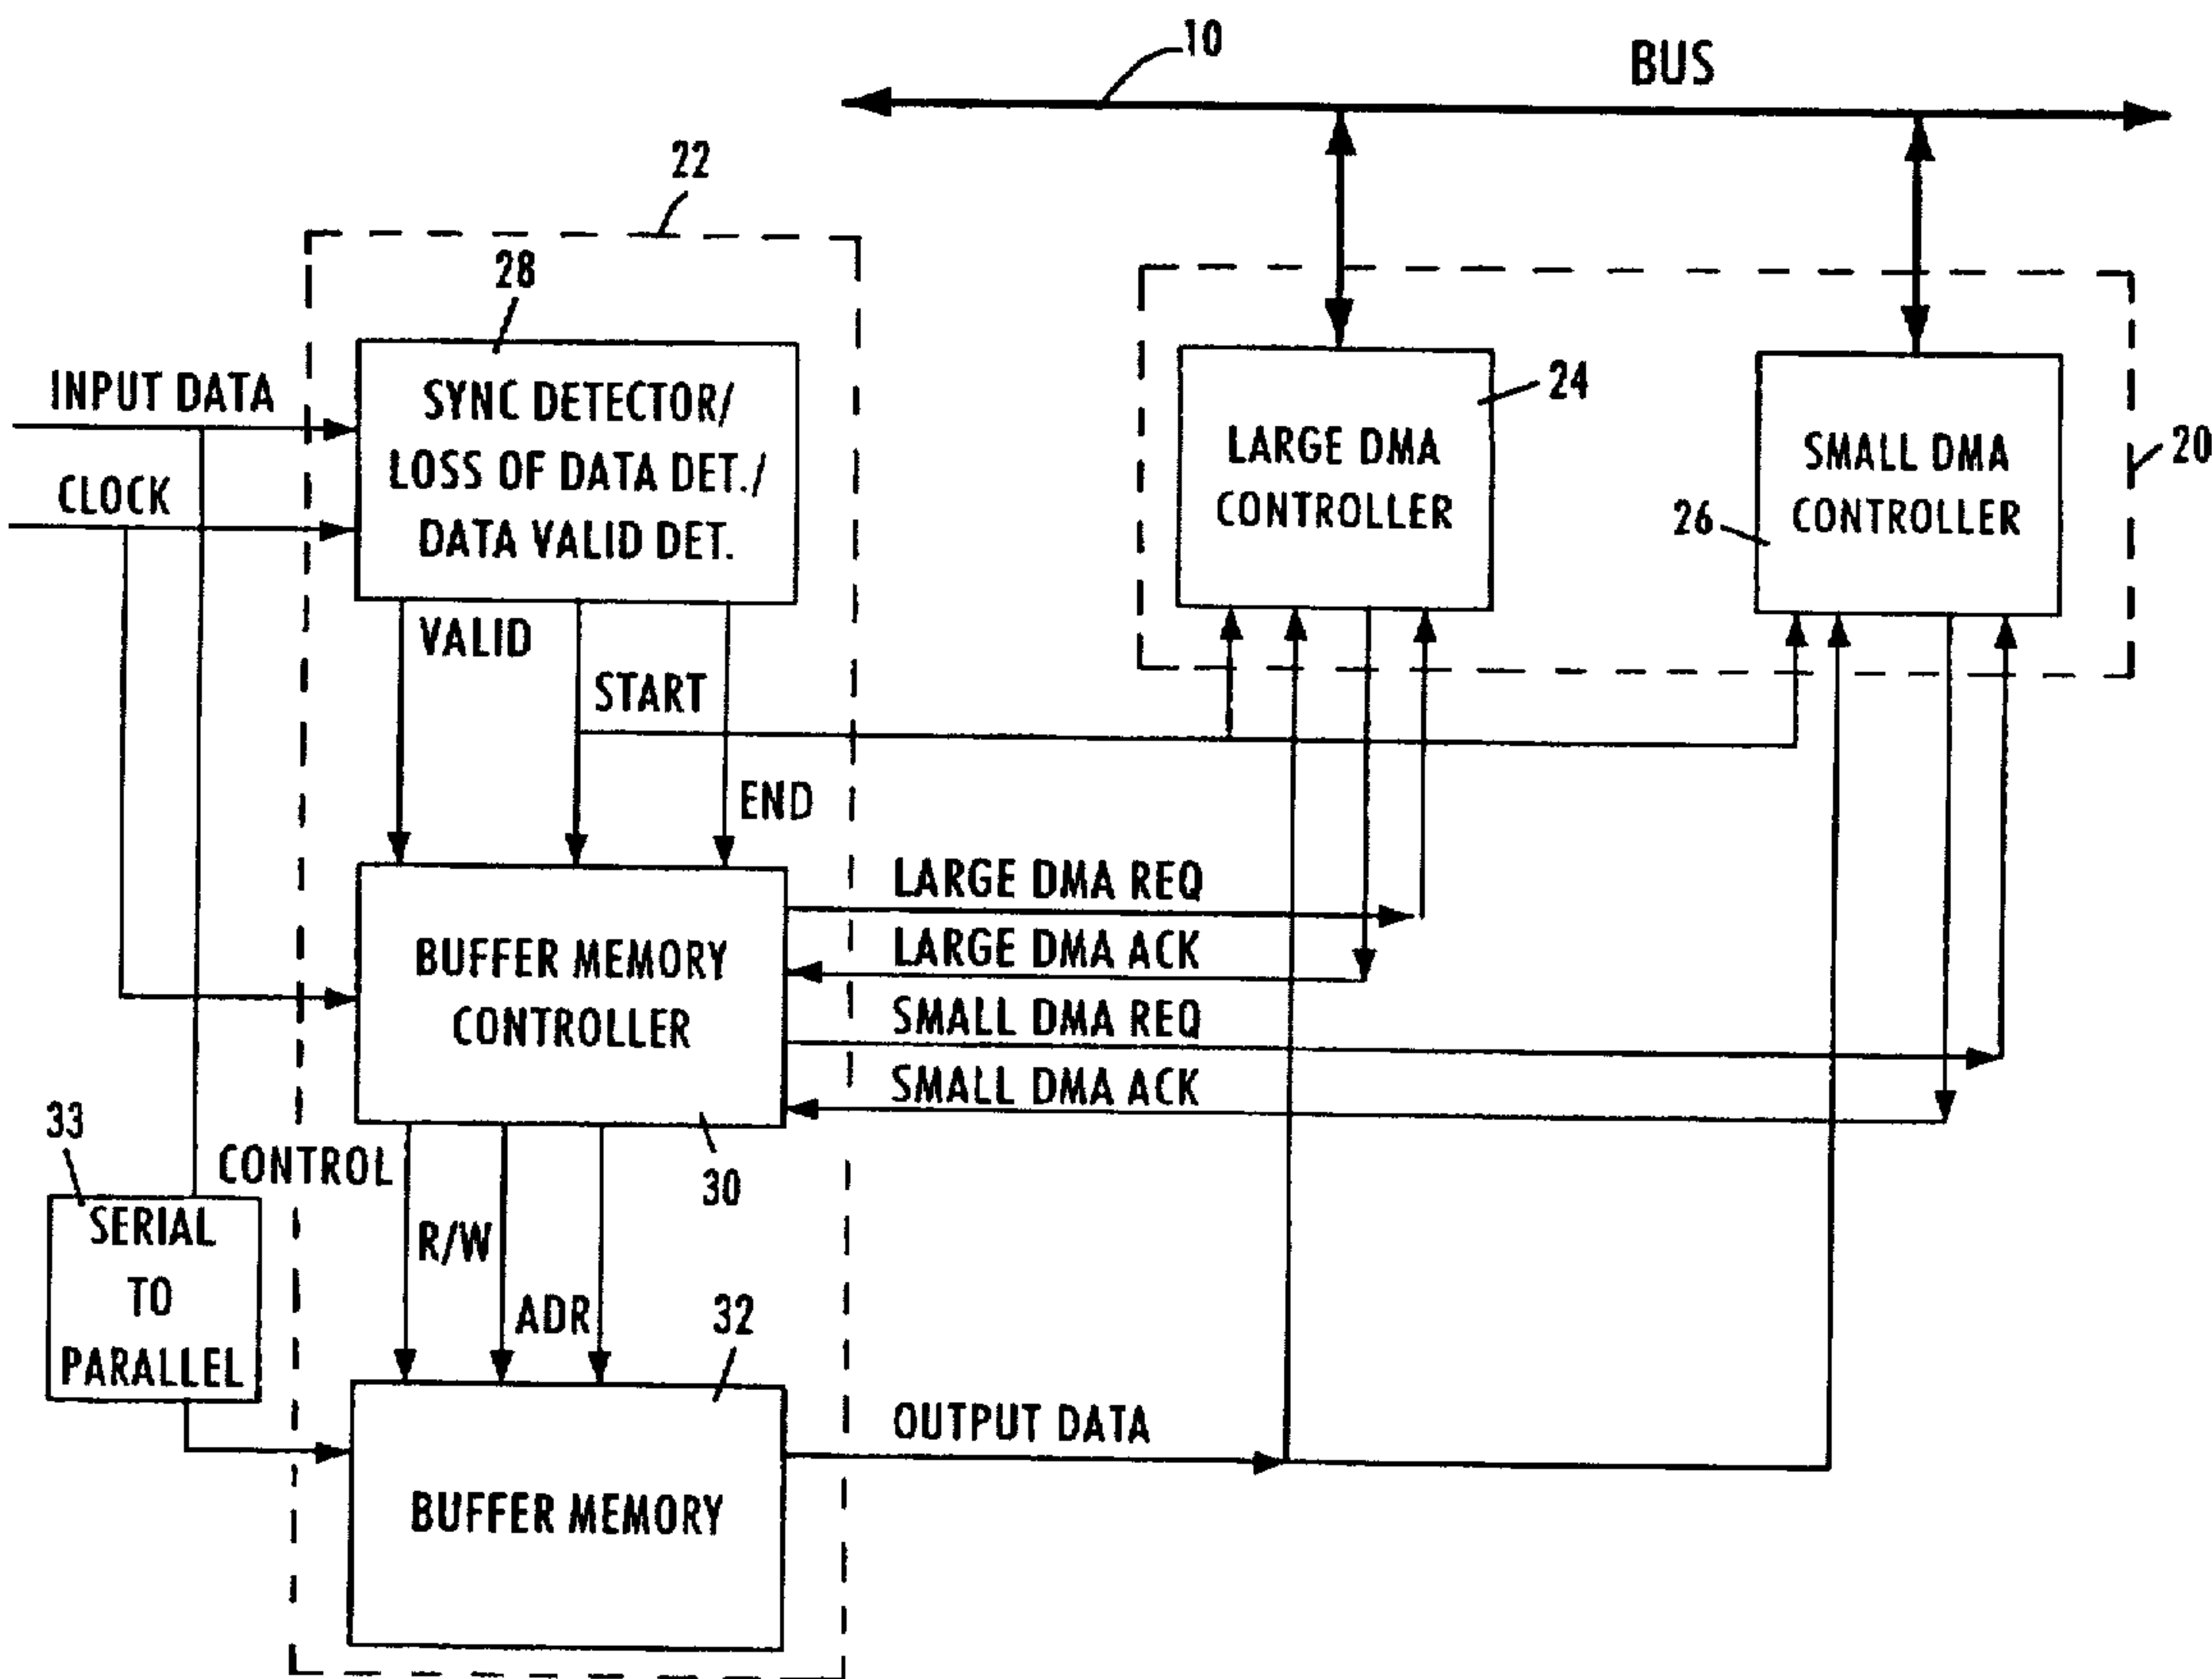 10
BUS
22
28
INPUT DATA
CLOCK
SYNC DETECTOR/
LOSS OF DATA DET./
DATA VALID DET.
LARGE DMA
CONTROLLER
24
SMALL DMA
CONTROLLER
26
20
VALID
START
END
BUFFER MEMORY
CONTROLLER
30
LARGE DMA REQ
LARGE DMA ACK
SMALL DMA REQ
SMALL DMA ACK
33
SERIAL
TO
PARALLEL
CONTROL
R/W
ADR
32
BUFFER MEMORY
OUTPUT DATA